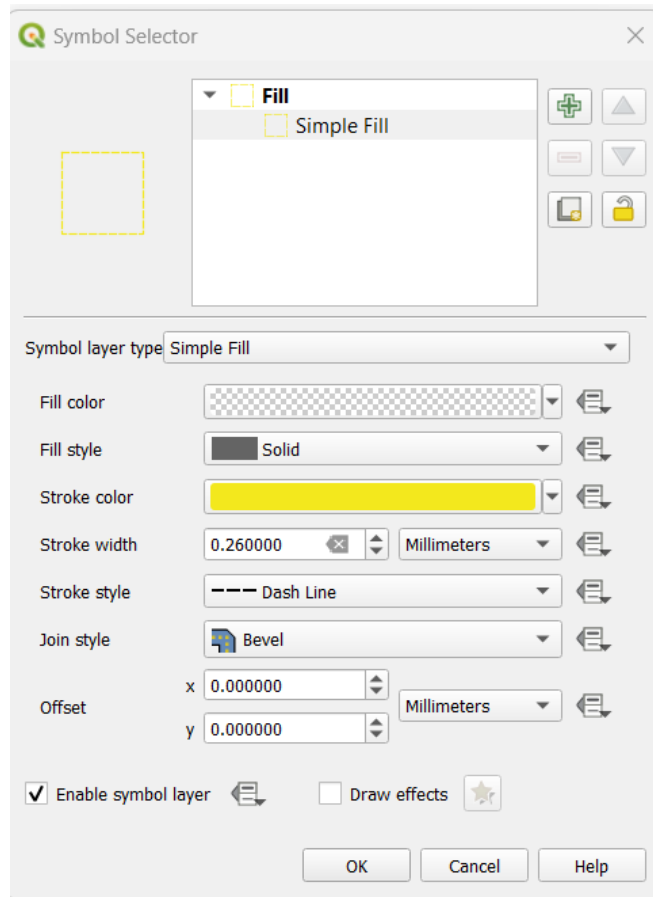 Symbol Selector
Fill
Simple Fill
Symbol layer type Simple Fill
Fill color
Fill style Solid
Stroke color
Stroke width 0.260000 Millimeters
Stroke style Dash Line
Join style Bevel
x 0.000000
Offset Millimeters
y 0.000000
Enable symbol layer Draw effects
OK Cancel Help